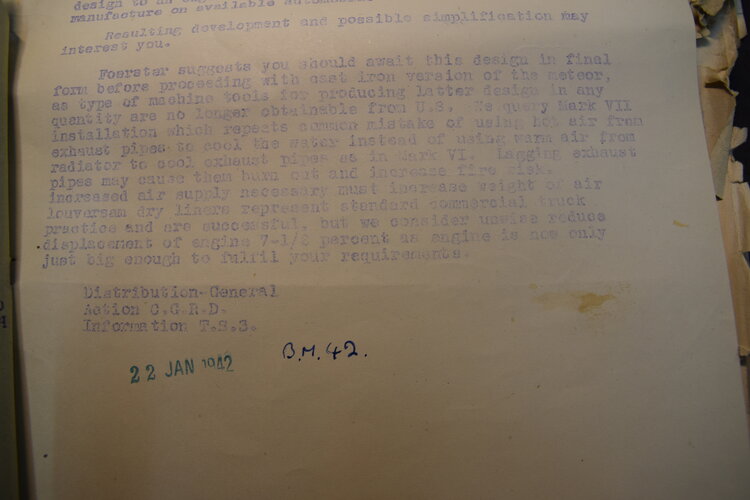 design to an
manufacture on available
Resulting development and possible simplification may
interest you.
Foerster suggests you should await this design in final
form before proceeding with cast iron version of the meteor,
as type of machine tools for producing latter design in any
quantity are no longer obtainable from U.S. We query Mark VII
installation which repeats common mistake of using hot air from
exhaust pipes to cool the water instead of using warm air from
radiator to cool exhaust pipes as in Mark VI. Lagging exhaust
pipes may cause them burn out and increase fire risk.
increased air supply necessary must increase weight of air
louversam dry liners represent standard commercial truck
practice and are successful, but we consider unwise reduce
displacement of engine 7-1/2 percent as engine is now only
just big enough to fulfil your requirements.
Distribution-General
Action C.G.R.D.
Information T.S.3.
22 JAN 1942 B.M.42.